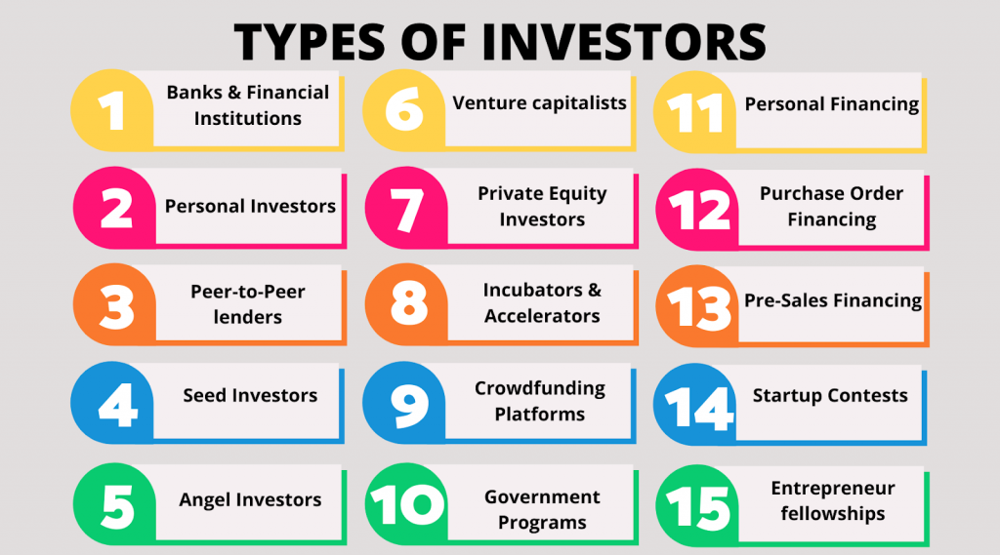 TYPES OF INVESTORS
1
Banks & Financial
Institutions
2
Personal Investors
3
Peer-to-Peer
lenders
4
Seed Investors
5
Angel Investors
6
Venture capitalists
7
Private Equity
Investors
8
Incubators &
Accelerators
9
Crowdfunding
Platforms
10
Government
Programs
11
Personal Financing
12
Purchase Order
Financing
13
Pre-Sales Financing
14
Startup Contests
15
Entrepreneur
fellowships